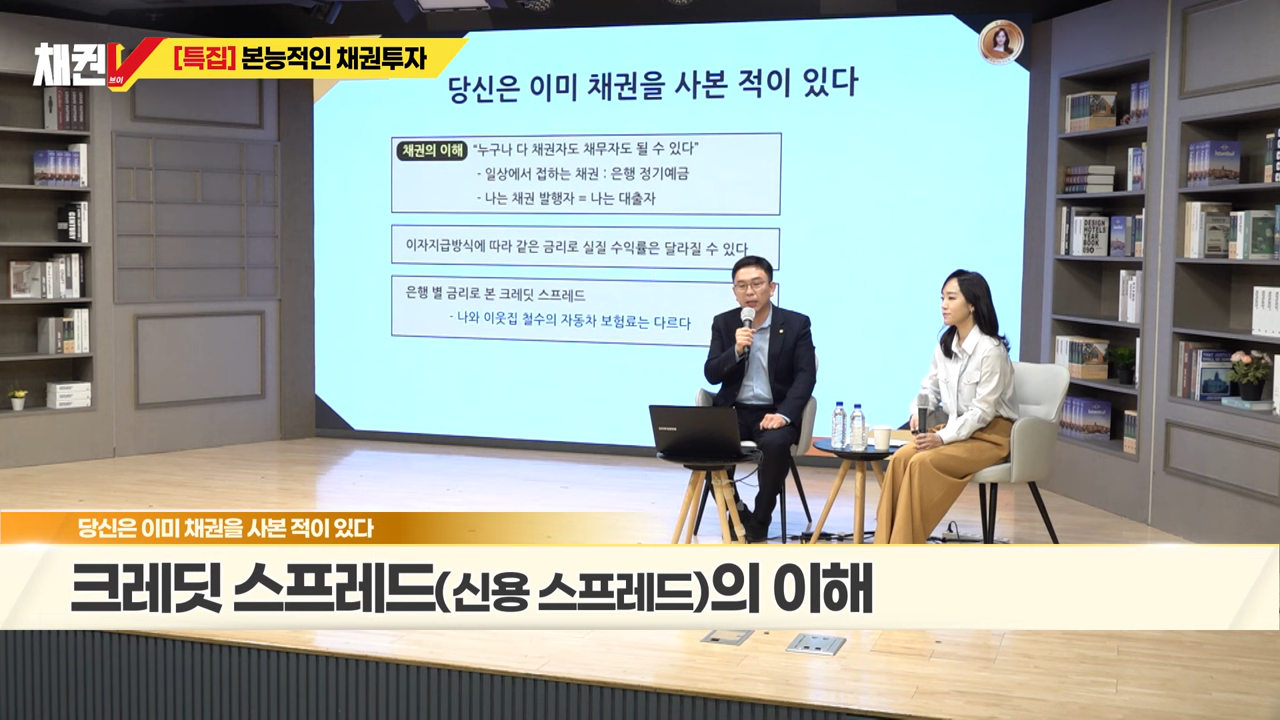 채권V
브이
[특집] 본능적인 채권투자
당신은 이미 채권을 사본 적이 있다
채권의 이해 “누구나 다 채권자도 채무자도 될 수 있다”
- 일상에서 접하는 채권 : 은행 정기예금
- 나는 채권 발행자 = 나는 대출자
이자지급방식에 따라 같은 금리로 실질 수익률은 달라질 수 있다
은행 별 금리로 본 크레딧 스프레드
- 나와 이웃집 철수의 자동차 보험료는 다르다
DESIGN
HOTELS
YEAR
BOOK
SAMSUNG
당신은 이미 채권을 사본 적이 있다
크레딧 스프레드(신용 스프레드)의 이해